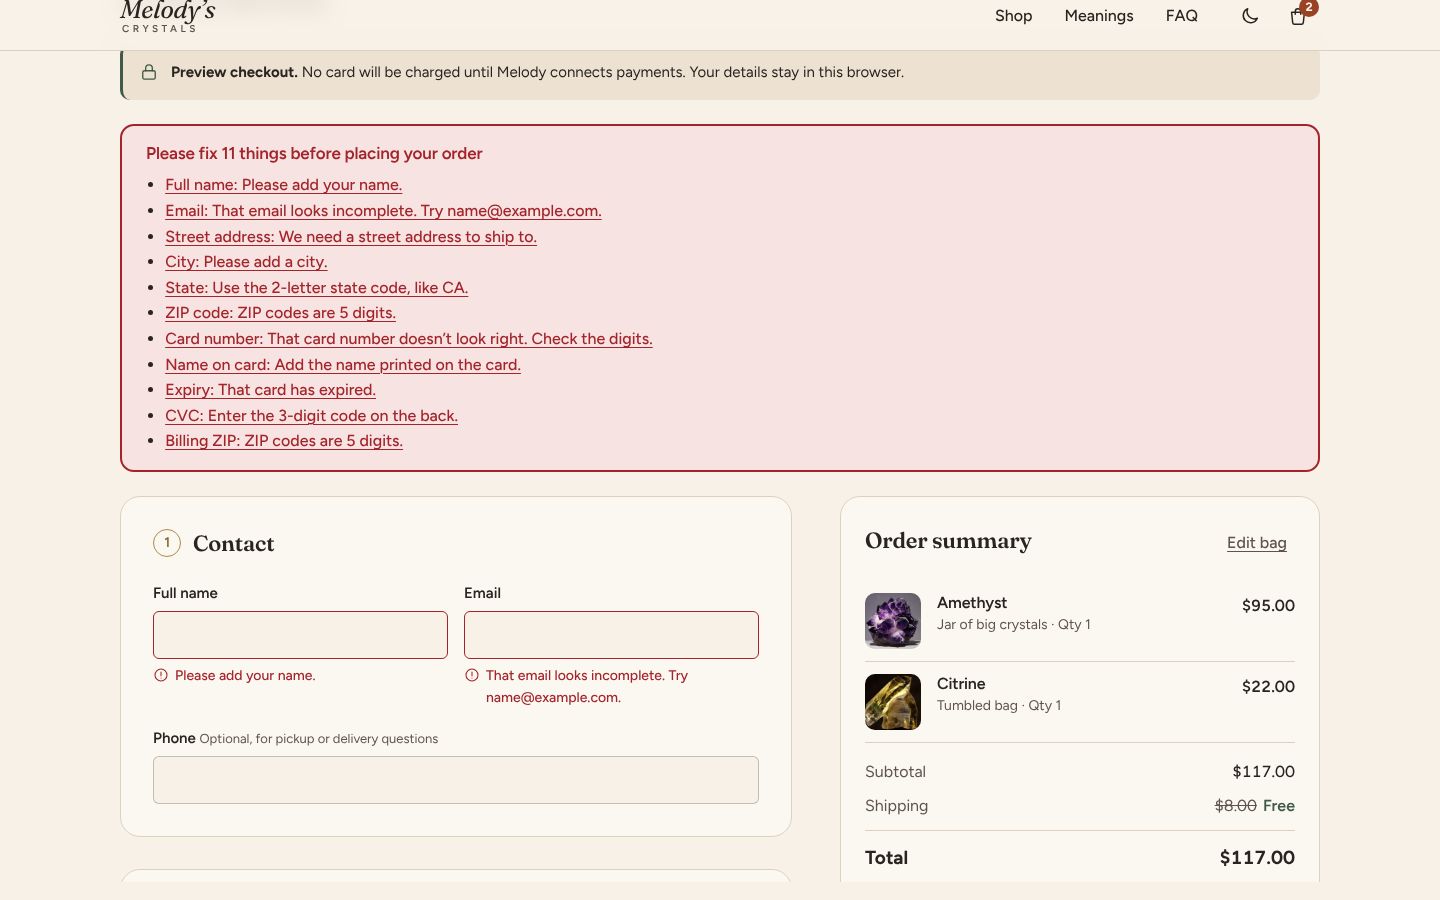 Melody's
CRYSTALS
Shop
Meanings
FAQ
2
Preview checkout. No card will be charged until Melody connects payments. Your details stay in this browser.
Please fix 11 things before placing your order
• Full name: Please add your name.
• Email: That email looks incomplete. Try name@example.com.
• Street address: We need a street address to ship to.
• City: Please add a city.
• State: Use the 2-letter state code, like CA.
• ZIP code: ZIP codes are 5 digits.
• Card number: That card number doesn’t look right. Check the digits.
• Name on card: Add the name printed on the card.
• Expiry: That card has expired.
• CVC: Enter the 3-digit code on the back.
• Billing ZIP: ZIP codes are 5 digits.
1 Contact
Full name
Please add your name.
Email
That email looks incomplete. Try
name@example.com.
Phone Optional, for pickup or delivery questions
Order summary
Edit bag
Amethyst
Jar of big crystals · Qty 1
$95.00
Citrine
Tumbled bag · Qty 1
$22.00
Subtotal $117.00
Shipping $8.00 Free
Total $117.00